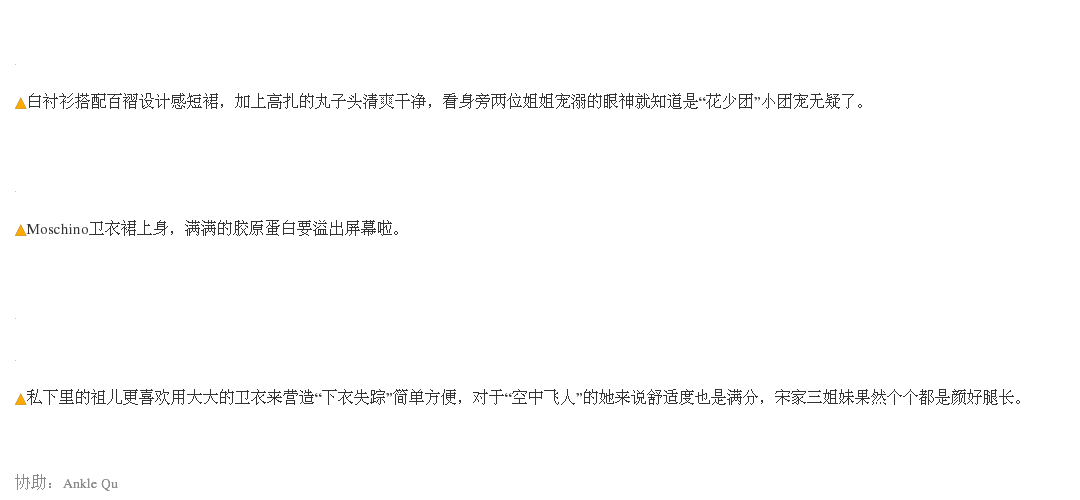 ▲白衬衫搭配百褶设计感短裙，加上高扎的丸子头清爽干净，看身旁两位姐姐宠溺的眼神就知道是“花少团”小团宠无疑了。
▲Moschino卫衣裙上身，满满的胶原蛋白要溢出屏幕啦。
▲私下里的祖儿更喜欢用大大的卫衣来营造“下衣失踪”简单方便，对于“空中飞人”的她来说舒适度也是满分，宋家三姐妹果然个个都是颜好腿长。
协助：Ankle Qu